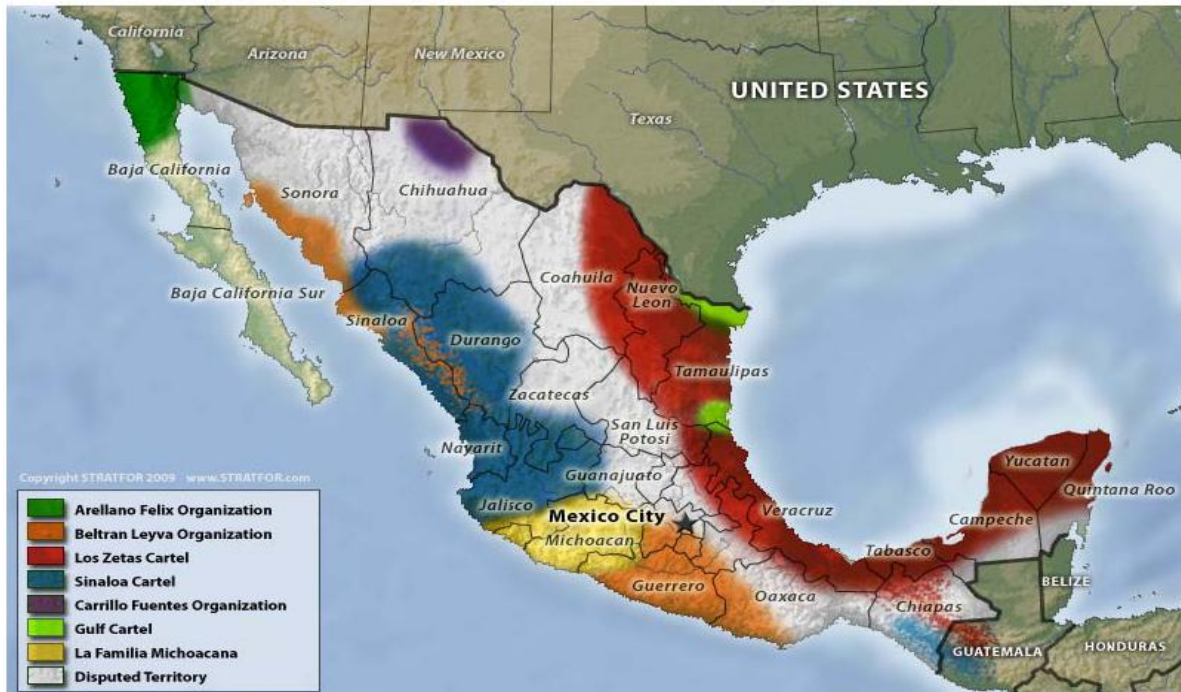 California
Arizona
New Mexico
UNITED STATES
Texas
Baja California
Sonora
Chihuahua
Coahuila
Nuevo
Leon
Baja California Sur
Sinaloa
Durango
Tamaulipas
Zacatecas
San Luis
Potosi
Nayarit
Guanajuato
Yucatan
Quintana Roo
Copyright STRATFOR 2009 www.STRATFOR.com
Jalisco
Mexico City
Veracruz
Campeche
Michoacan
Tabasco
Guerrero
Oaxaca
Chiapas
BELIZE
GUATEMALA
HONDURAS
Arellano Felix Organization
Beltran Leyva Organization
Los Zetas Cartel
Sinaloa Cartel
Carrillo Fuentes Organization
Gulf Cartel
La Familia Michoacana
Disputed Territory